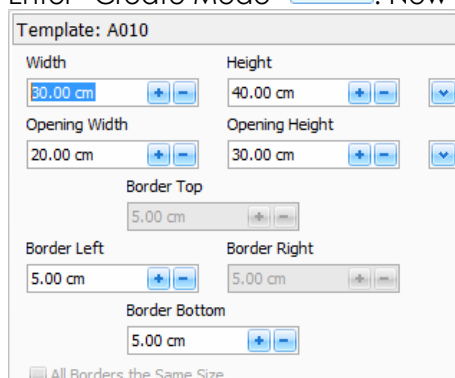 Enter "Create Mode" . Now
Template: A010
Width Height
30.00 cm 40.00 cm
Opening Width Opening Height
20.00 cm 30.00 cm
Border Top
5.00 cm
Border Left Border Right
5.00 cm 5.00 cm
Border Bottom
5.00 cm
All Borders the Same Size